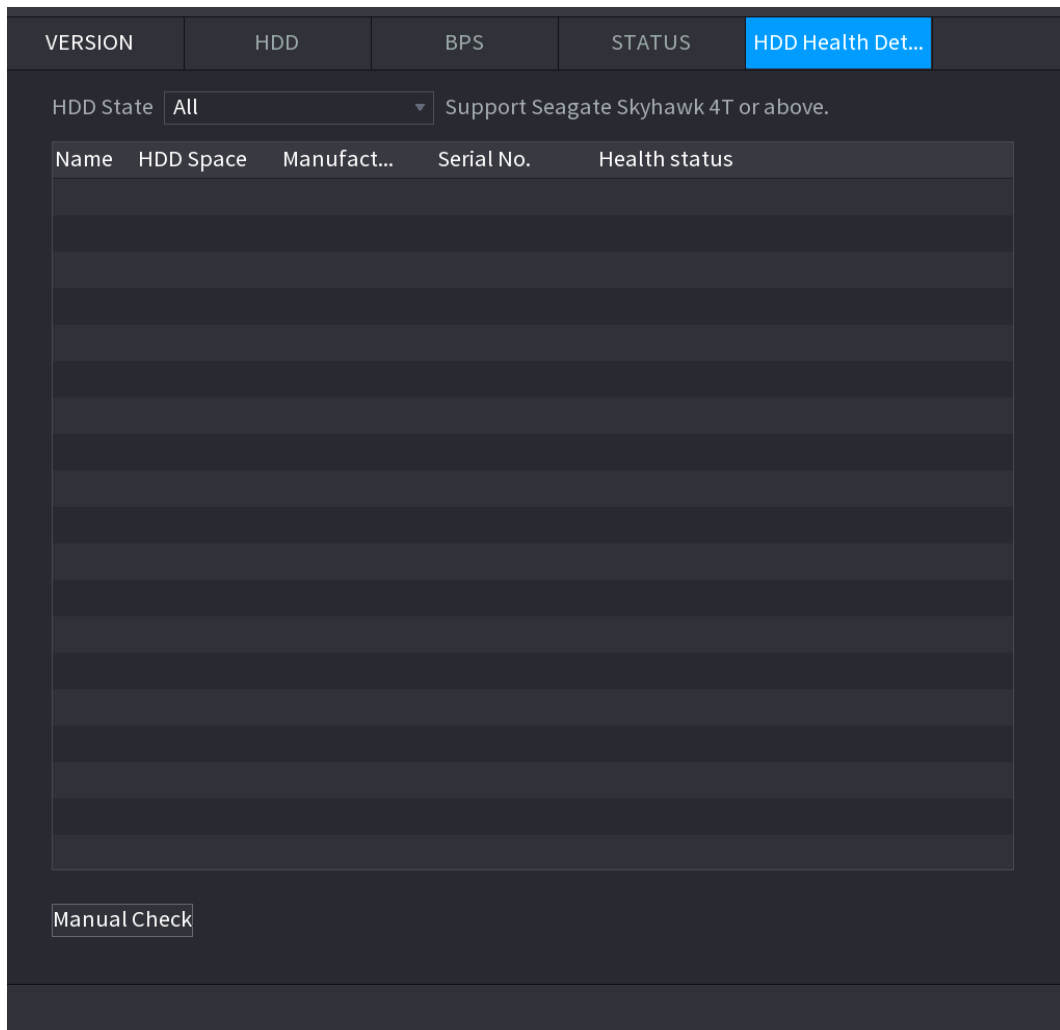 VERSION HDD BPS STATUS HDD Health Det...
HDD State All Support Seagate Skyhawk 4T or above.
Name HDD Space Manufact... Serial No. Health status
Manual Check